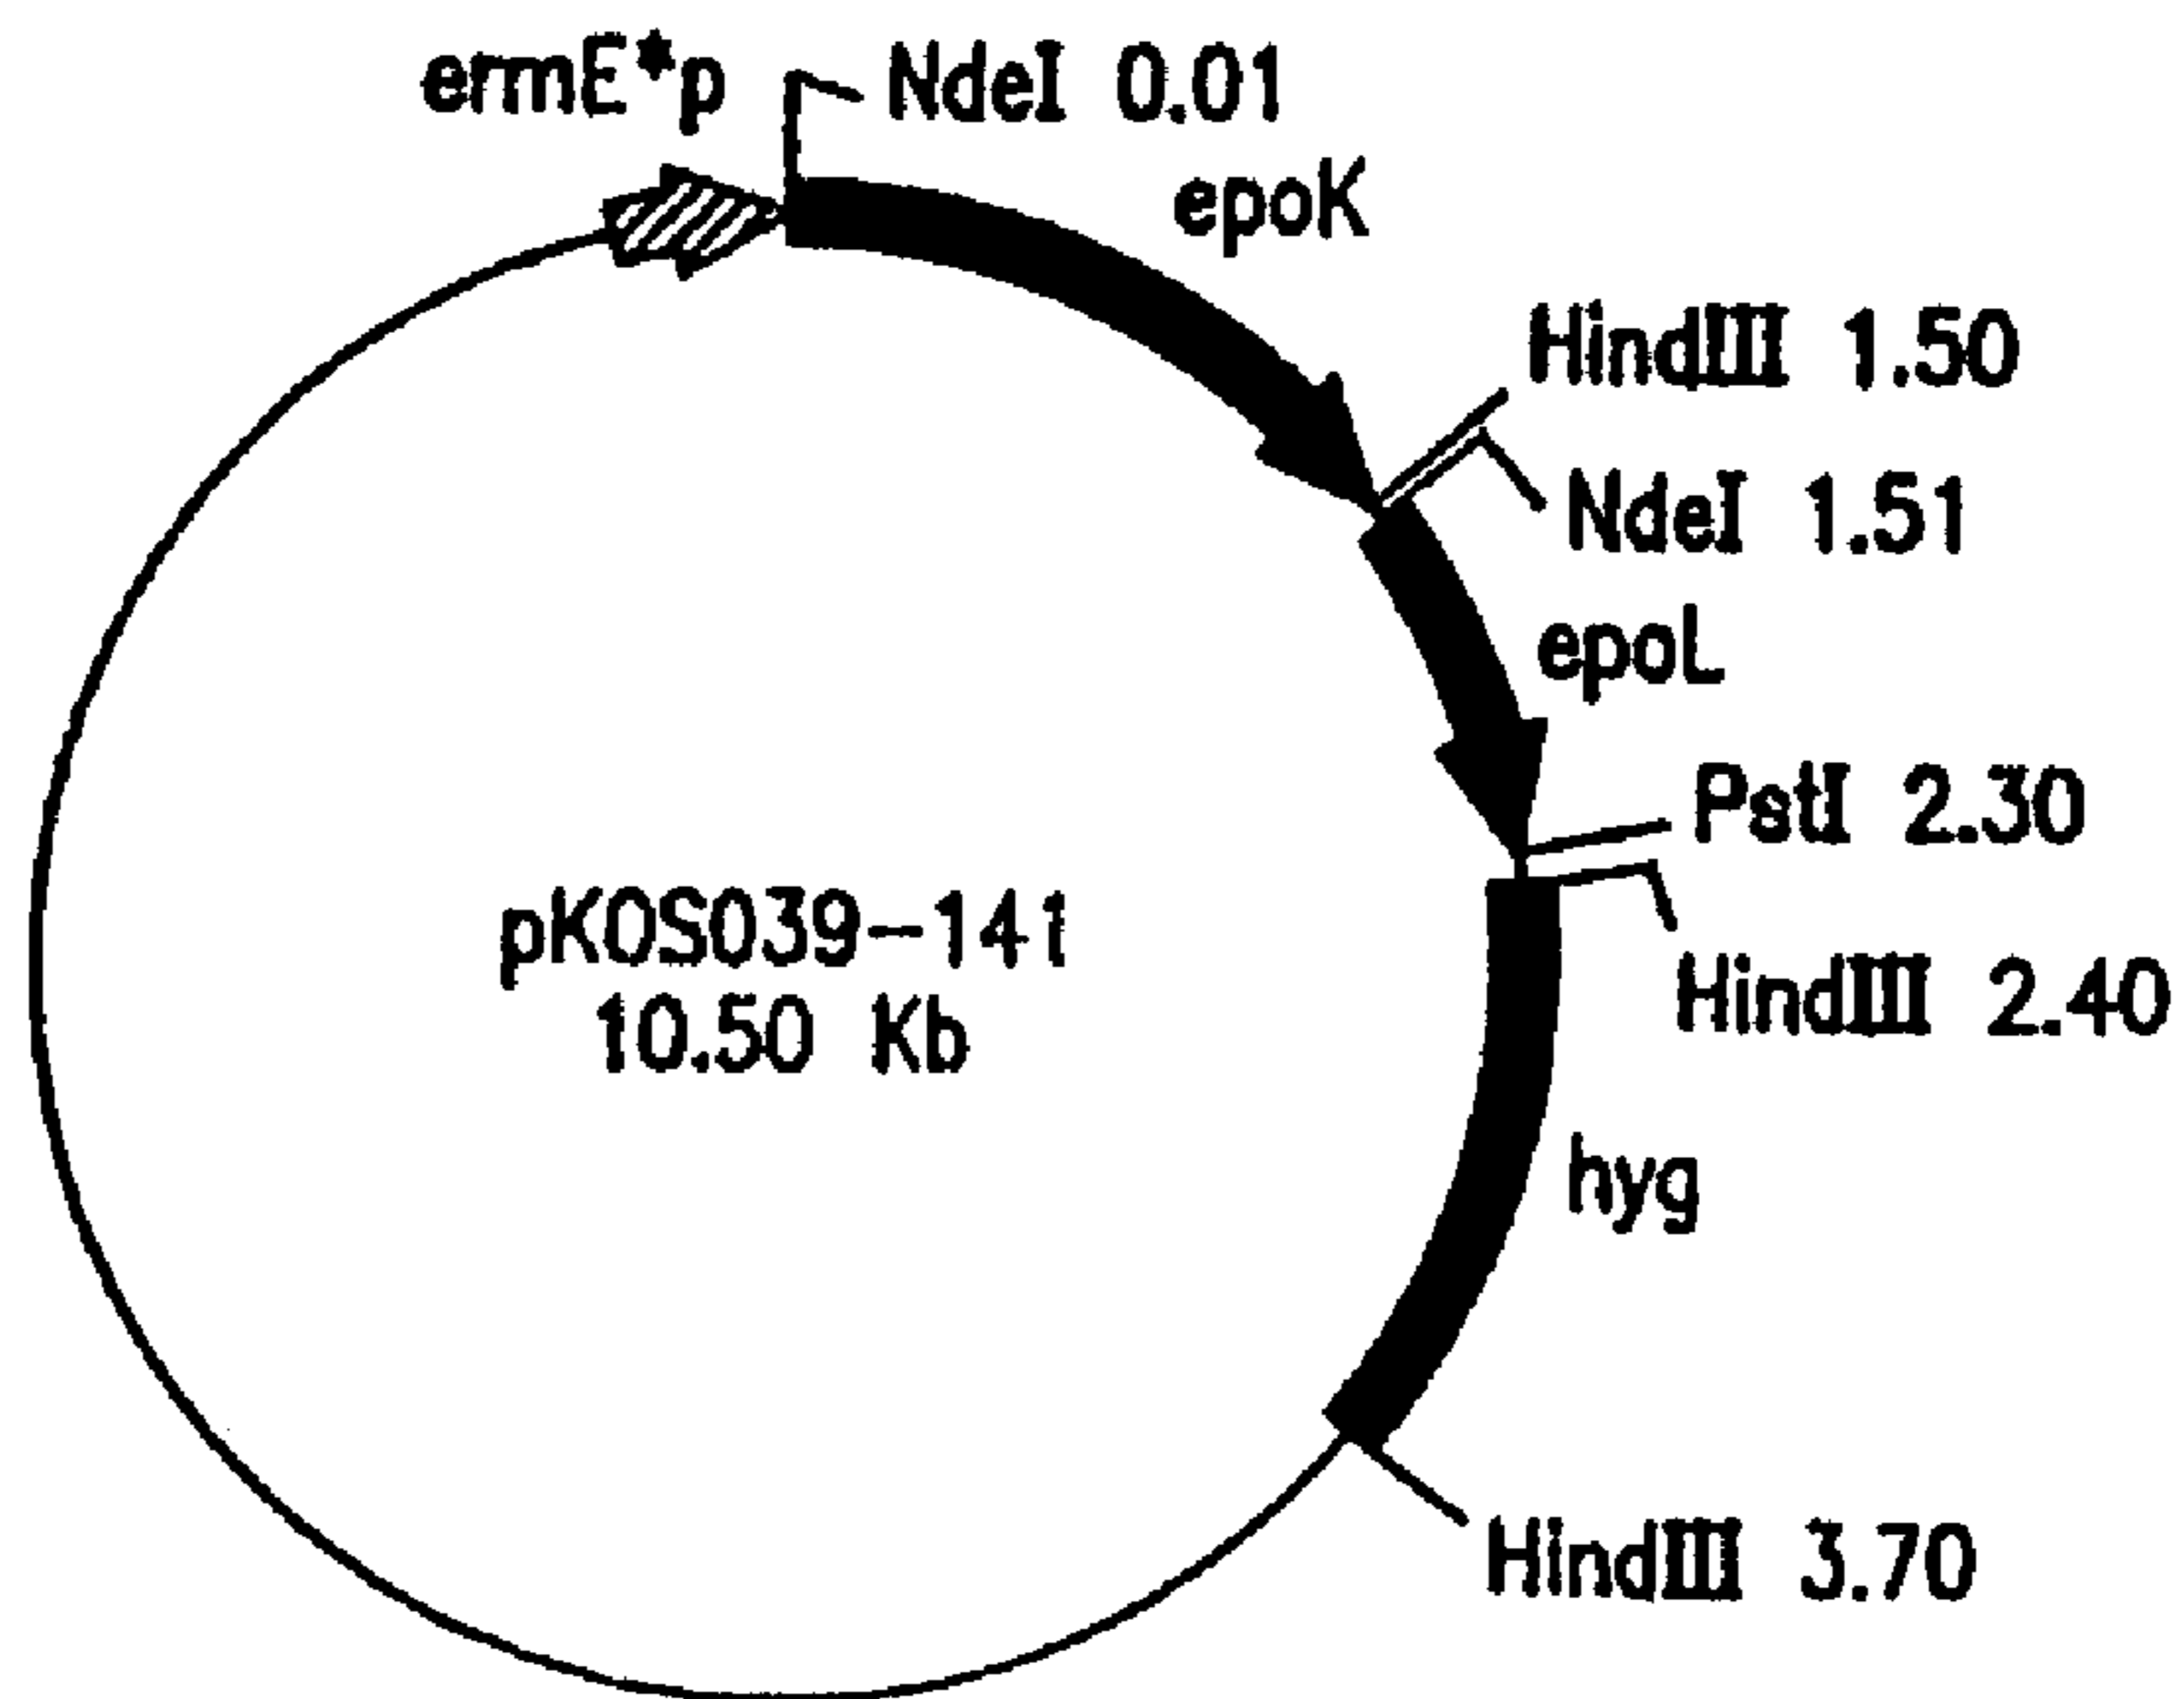 ermE*p
NdeI 0.01
epoK
HindIII 1.50
NdeI 1.51
epoL
PstI 2.30
HindIII 2.40
pKOS039-141
10.50 Kb
hyg
HindIII 3.70